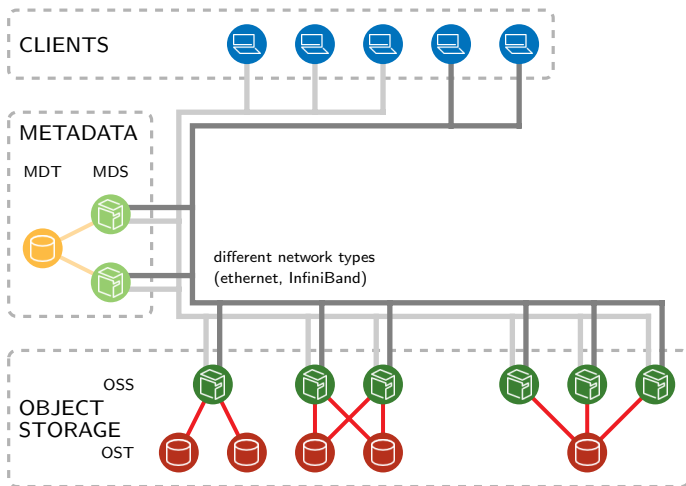 CLIENTS
METADATA
MDT MDS
different network types
(ethernet, InfiniBand)
OSS
OBJECT
STORAGE
OST